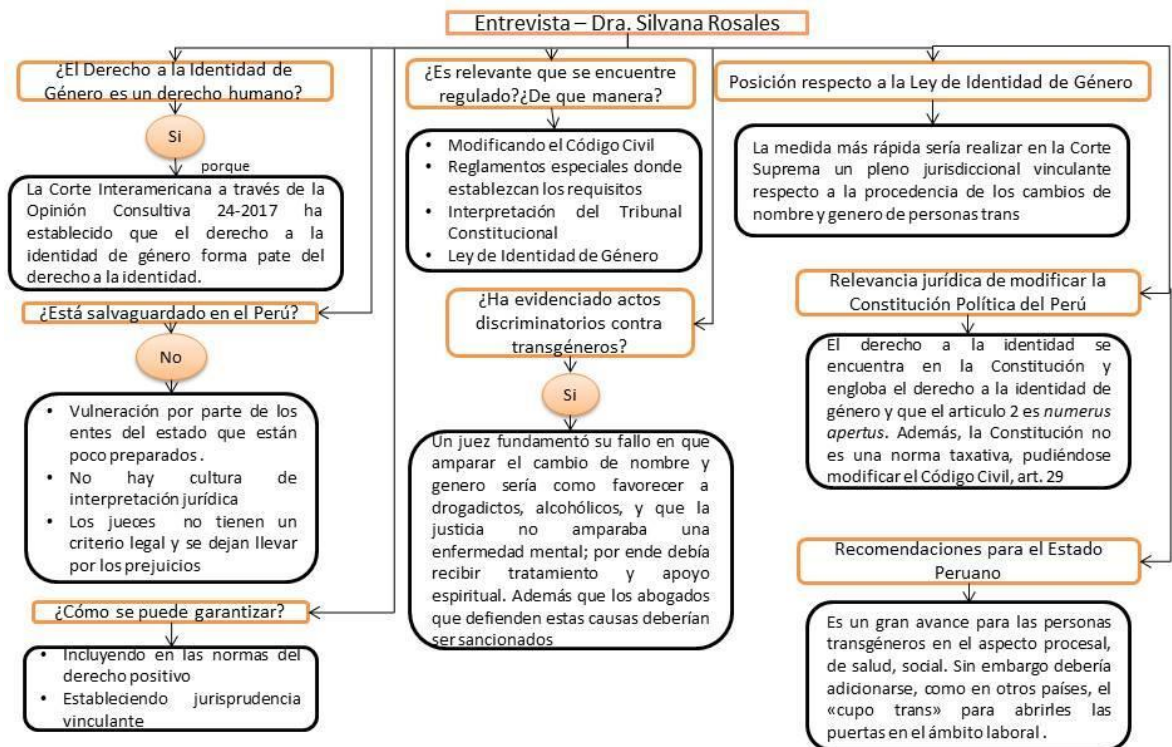 Entrevista – Dra. Silvana Rosales
¿El Derecho a la Identidad de
Género es un derecho humano?
Si
porque
La Corte Interamericana a través de la
Opinión Consultiva 24-2017 ha
establecido que el derecho a la
identidad de género forma pate del
derecho a la identidad.
¿Está salvaguardado en el Perú?
No
• Vulneración por parte de los
entes del estado que están
poco preparados .
• No hay cultura de
interpretación jurídica
• Los jueces no tienen un
criterio legal y se dejan llevar
por los prejuicios
¿Cómo se puede garantizar?
• Incluyendo en las normas del
derecho positivo
• Estableciendo jurisprudencia
vinculante
¿Es relevante que se encuentre
regulado?¿De que manera?
• Modificando el Código Civil
• Reglamentos especiales donde
establezcan los requisitos
• Interpretación del Tribunal
Constitucional
• Ley de Identidad de Género
¿Ha evidenciado actos
discriminatorios contra
transgéneros?
Si
Un juez fundamentó su fallo en que
amparar el cambio de nombre y
genero sería como favorecer a
drogadictos, alcohólicos, y que la
justicia no amparaba una
enfermedad mental; por ende debía
recibir tratamiento y apoyo
espiritual. Además que los abogados
que defienden estas causas deberían
ser sancionados
Posición respecto a la Ley de Identidad de Género
La medida más rápida sería realizar en la Corte
Suprema un pleno jurisdiccional vinculante
respecto a la procedencia de los cambios de
nombre y genero de personas trans
Relevancia jurídica de modificar la
Constitución Política del Perú
El derecho a la identidad se
encuentra en la Constitución y
engloba el derecho a la identidad de
género y que el articulo 2 es numerus
apertus. Además, la Constitución no
es una norma taxativa, pudiéndose
modificar el Código Civil, art. 29
Recomendaciones para el Estado
Peruano
Es un gran avance para las personas
transgéneros en el aspecto procesal,
de salud, social. Sin embargo debería
adicionarse, como en otros países, el
«cupo trans» para abrirles las
puertas en el ámbito laboral .